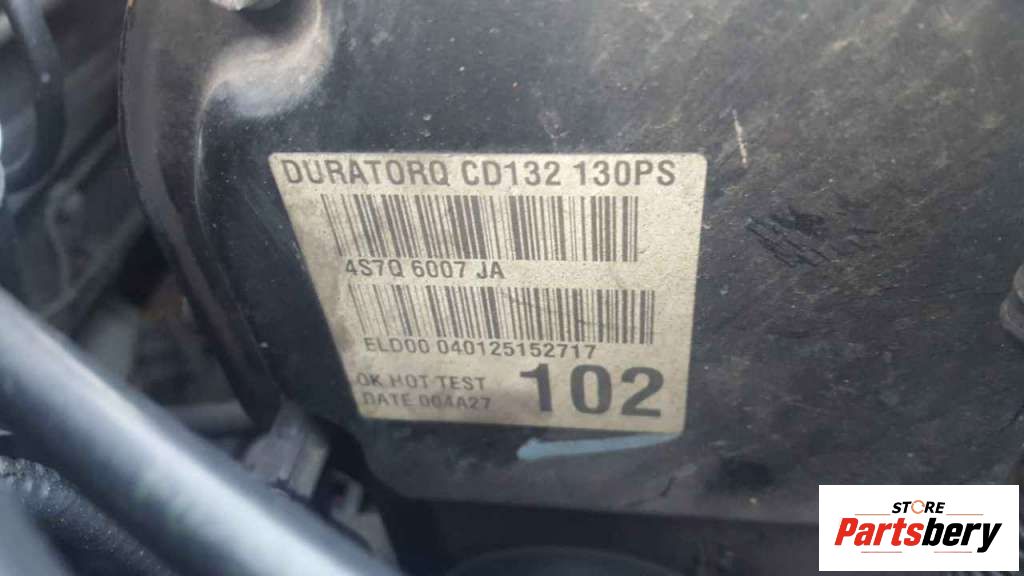 DURATORQ CD132 130PS
4S7Q 6007 JA
ELD00 040125152717
OK HOT TEST
DATE 004A27
102
STORE
Partsbery